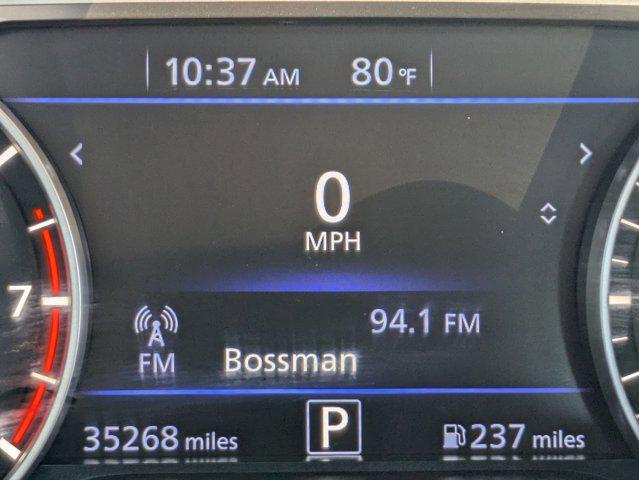 10:37 AM 80 °F
0
MPH
7
94.1 FM
FM Bossman
35268 miles P 237 miles